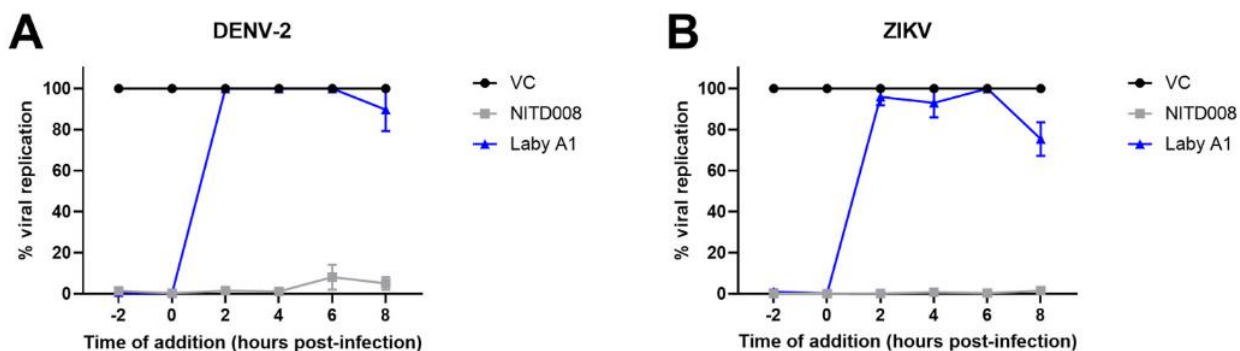 A
DENV-2
% viral replication
100
80
60
40
20
0
-2 0 2 4 6 8
Time of addition (hours post-infection)
VC
NITD008
Laby A1
B
ZIKV
% viral replication
100
80
60
40
20
0
-2 0 2 4 6 8
Time of addition (hours post-infection)
VC
NITD008
Laby A1